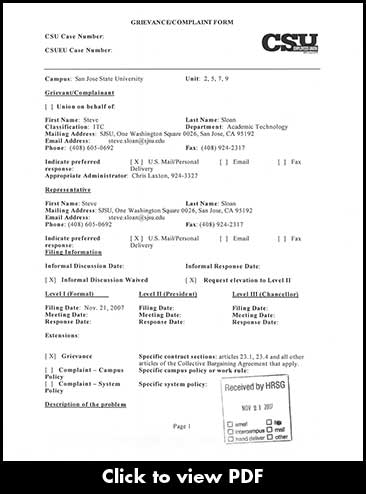 GRIEVANCE/COMPLAINT FORM
CSU Case Number:
CSUEU Case Number:
CSU
Campus: San Jose State University Unit: 2, 5, 7, 9
Grievant/Complainant
[ ] Union on behalf of:
First Name: Steve Last Name: Sloan
Classification: ITC Department: Academic Technology
Mailing Address: SJSU, One Washington Square 0026, San Jose, CA 95192
Email Address: steve.sloan@sjsu.edu
Phone: (408) 605-0692 Fax: (408) 924-2317
Indicate preferred [ X ] U.S. Mail/Personal [ ] Email [ ] Fax
response: Delivery
Appropriate Administrator: Chris Laxton, 924-3327
Representative
First Name: Steve Last Name: Sloan
Mailing Address: SJSU, One Washington Square 0026, San Jose, CA 95192
Email Address: steve.sloan@sjsu.edu
Phone: (408) 605-0692 Fax: (408) 924-2317
Indicate preferred [ X ] U.S. Mail/Personal [ ] Email [ ] Fax
response: Delivery
Filing Information
Informal Discussion Date: Informal Response Date:
[ X] Informal Discussion Waived [ X] Request elevation to Level II
Level I (Formal) Level II (President) Level III (Chancellor)
Filing Date: Nov. 21, 2007 Filing Date: Filing Date:
Meeting Date: Meeting Date: Meeting Date:
Response Date: Response Date: Response Date:
Extensions:
[ X] Grievance Specific contract sections: articles 23.1, 23.4 and all other
articles of the Collective Bargaining Agreement that apply.
[ ] Complaint – Campus Specific campus policy or work rule:
Policy
[ ] Complaint – System Specific system policy:
Policy
Received by HRSG
NOV 21 2007
email fax
intercampus mail
hand deliver other
Description of the problem
Page 1
Click to view PDF